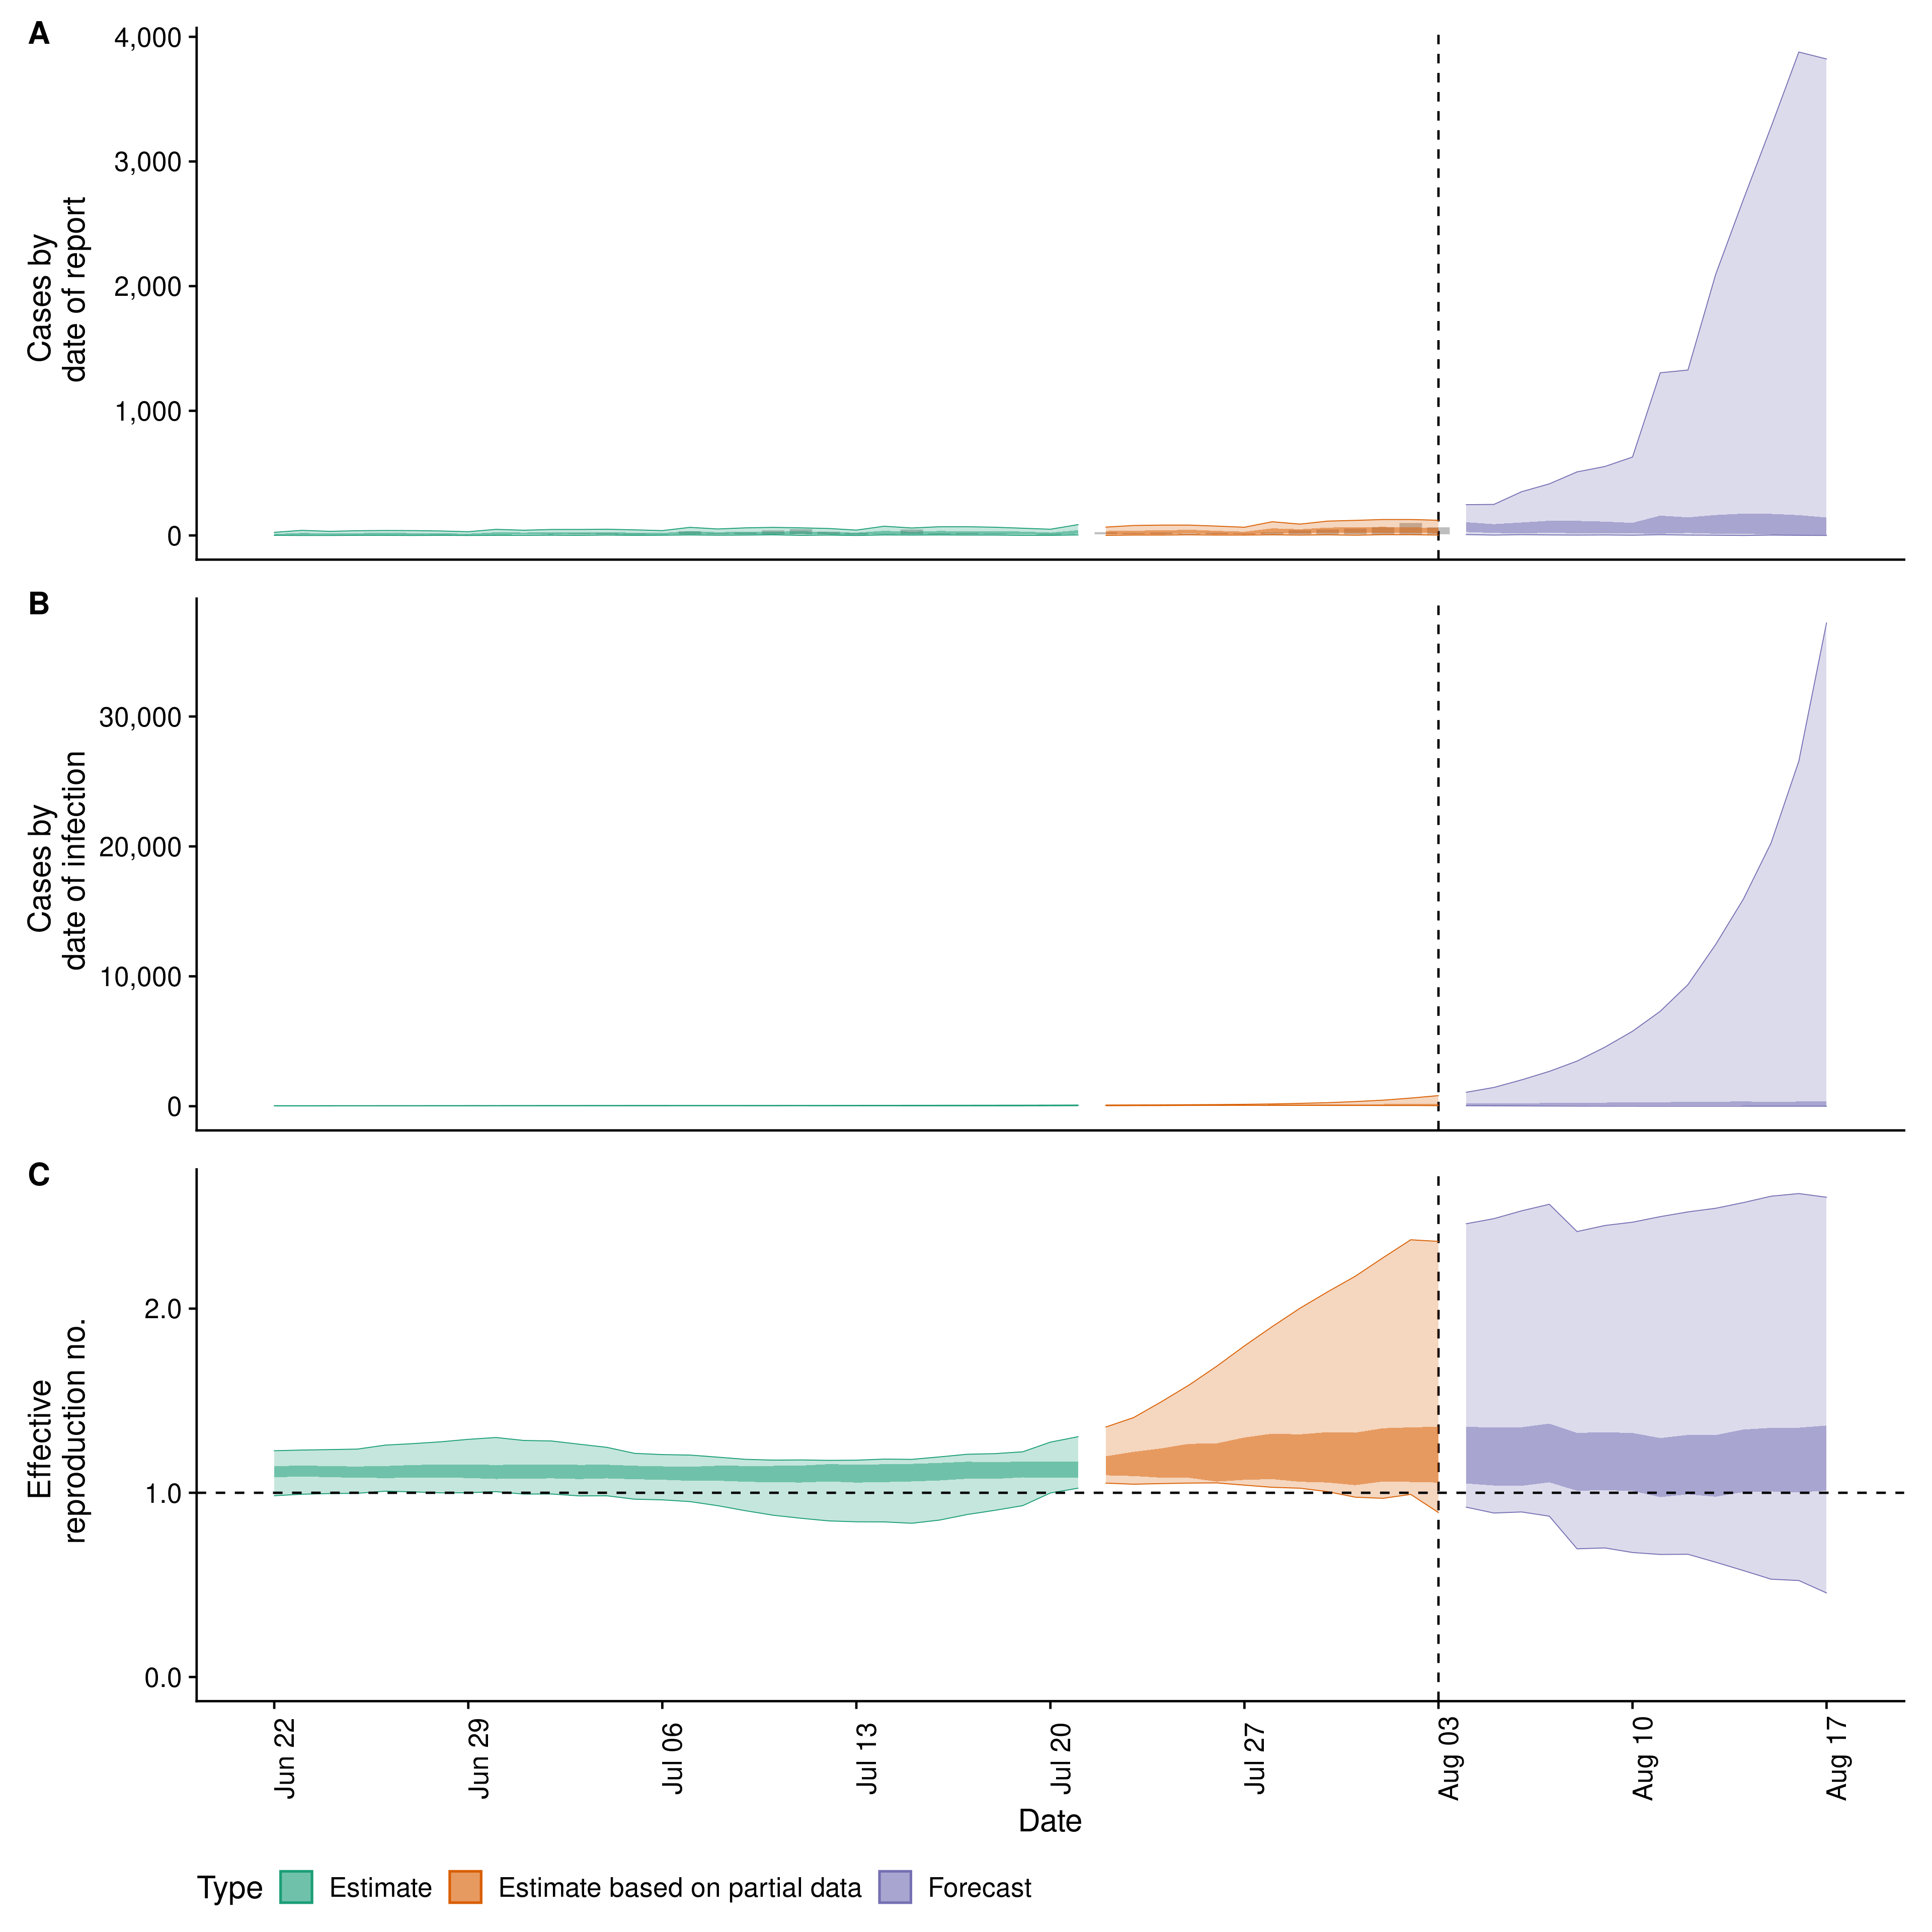 A
Cases by
date of report
4,000
3,000
2,000
1,000
0
B
Cases by
date of infection
30,000
20,000
10,000
0
C
Effective
reproduction no.
2.0
1.0
0.0
Jun 22
Jun 29
Jul 06
Jul 13
Jul 20
Jul 27
Aug 03
Aug 10
Aug 17
Date
Type Estimate Estimate based on partial data Forecast